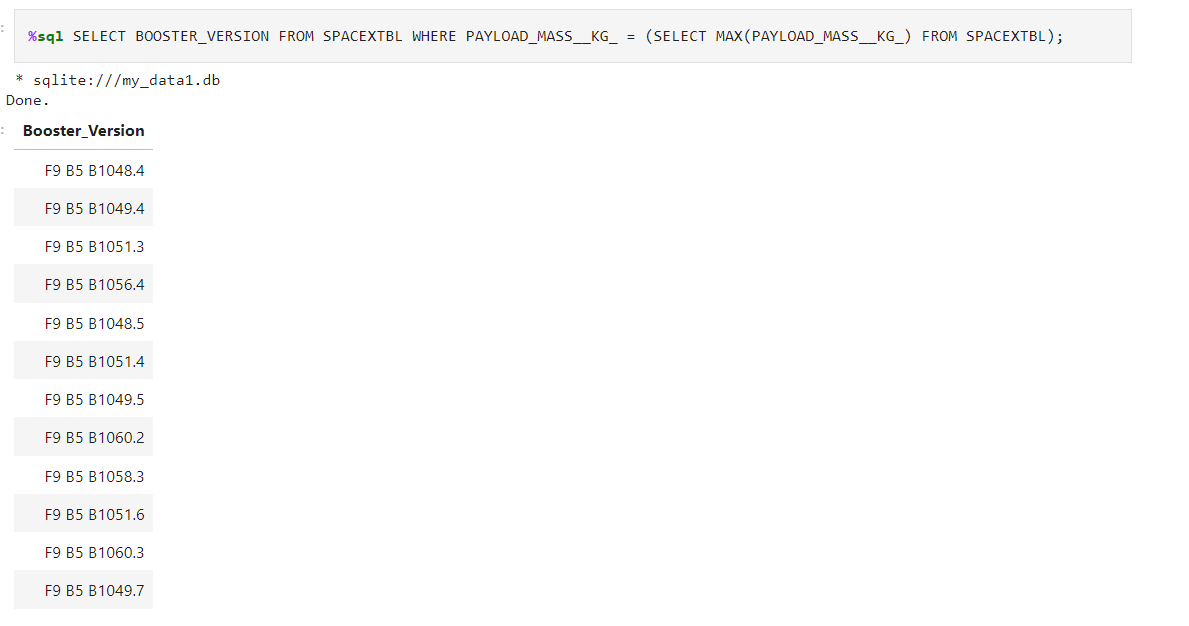 :
%sql SELECT BOOSTER_VERSION FROM SPACEXTBL WHERE PAYLOAD_MASS__KG_ = (SELECT MAX(PAYLOAD_MASS__KG_) FROM SPACEXTBL);
* sqlite:///my_data1.db
Done.
:
Booster_Version
F9 B5 B1048.4
F9 B5 B1049.4
F9 B5 B1051.3
F9 B5 B1056.4
F9 B5 B1048.5
F9 B5 B1051.4
F9 B5 B1049.5
F9 B5 B1060.2
F9 B5 B1058.3
F9 B5 B1051.6
F9 B5 B1060.3
F9 B5 B1049.7